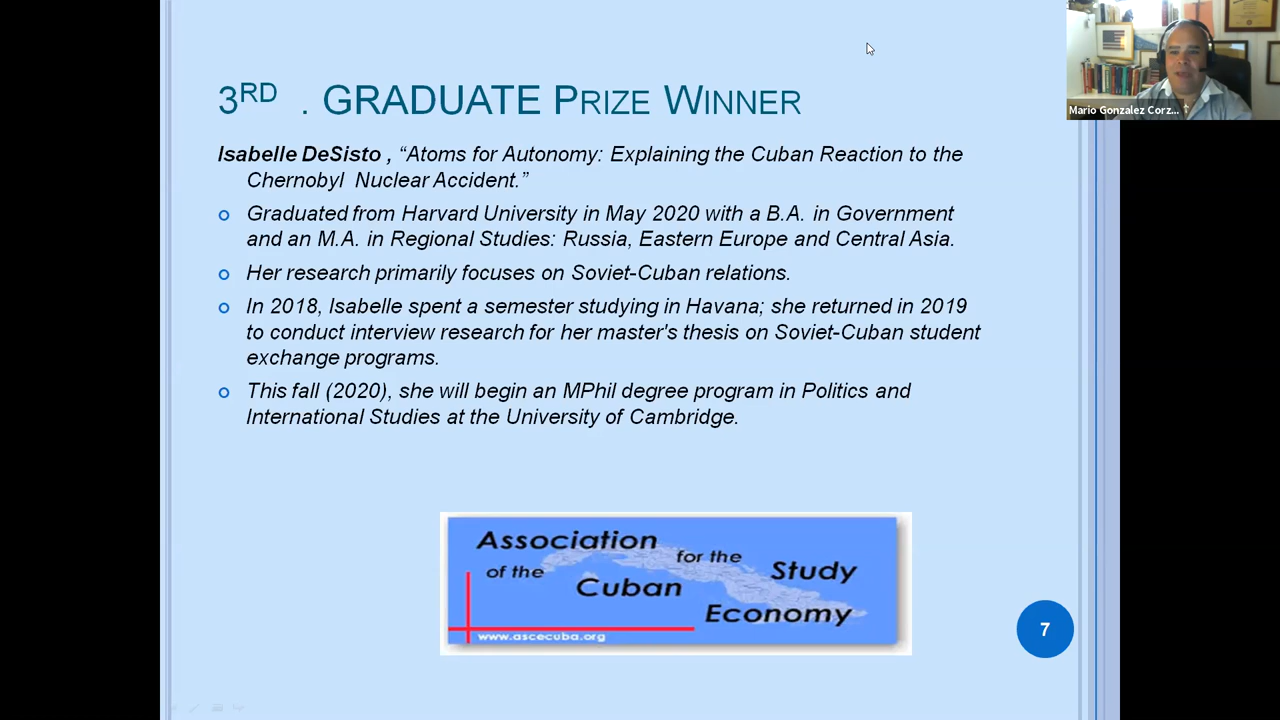 Mario Gonzalez Corz...
3RD . GRADUATE PRIZE WINNER
Isabelle DeSisto , “Atoms for Autonomy: Explaining the Cuban Reaction to the
Chernobyl Nuclear Accident.”
Graduated from Harvard University in May 2020 with a B.A. in Government
and an M.A. in Regional Studies: Russia, Eastern Europe and Central Asia.
Her research primarily focuses on Soviet-Cuban relations.
In 2018, Isabelle spent a semester studying in Havana; she returned in 2019
to conduct interview research for her master's thesis on Soviet-Cuban student
exchange programs.
This fall (2020), she will begin an MPhil degree program in Politics and
International Studies at the University of Cambridge.
Association for the Study
of the Cuban
Economy
www.ascecuba.org
7